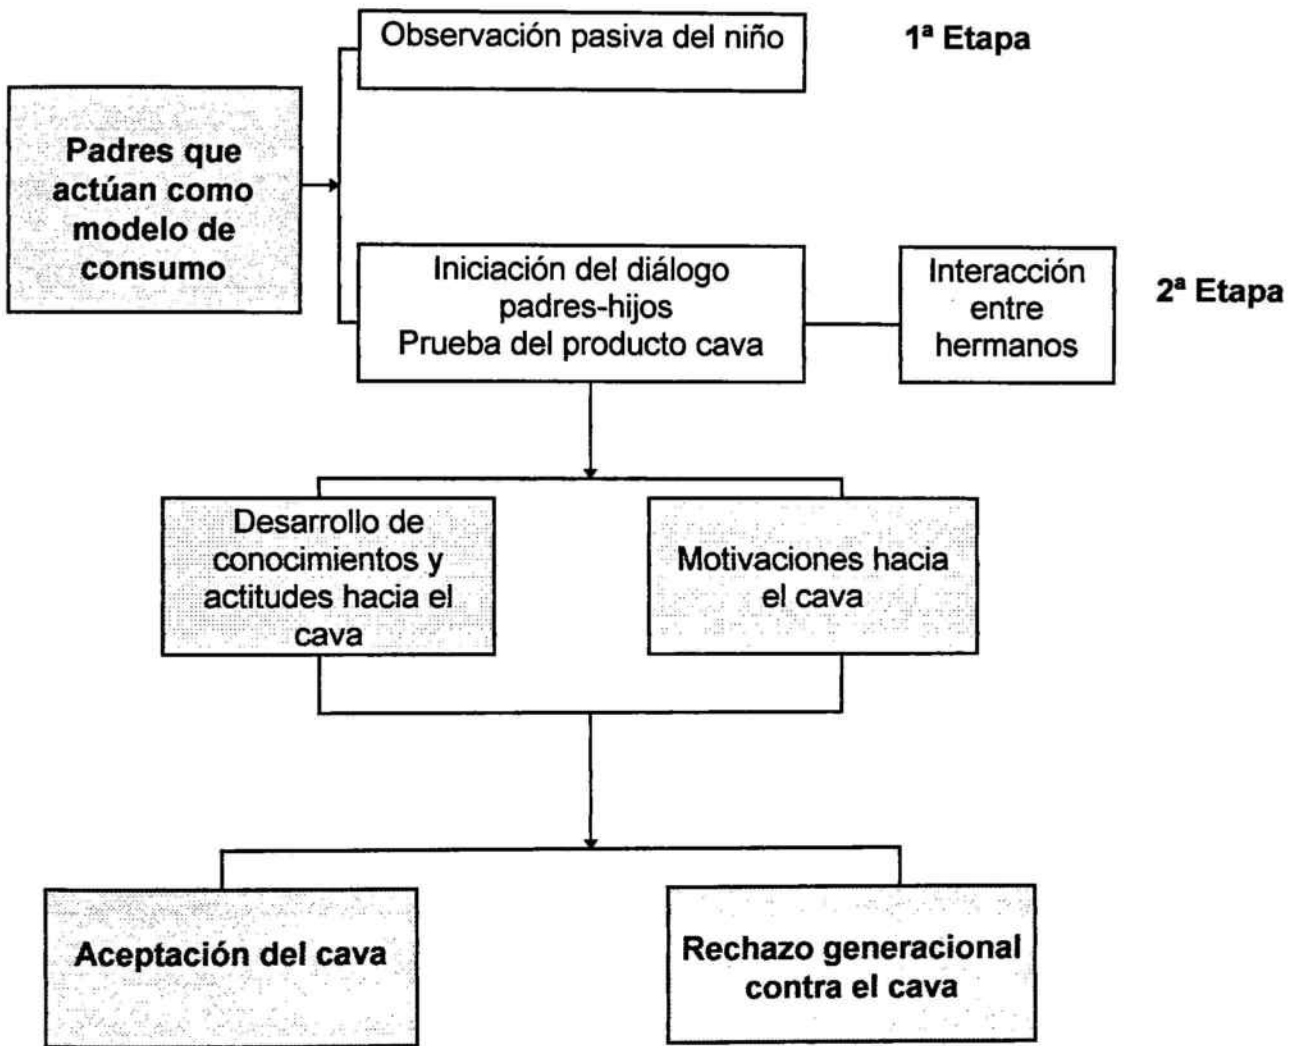 Observación pasiva del niño
1ª Etapa
Padres que
actúan como
modelo de
consumo
Iniciación del diálogo
padres-hijos
Prueba del producto cava
Interacción
entre
hermanos
2ª Etapa
Desarrollo de
conocimientos y
actitudes hacia el
cava
Motivaciones hacia
el cava
Aceptación del cava
Rechazo generacional
contra el cava